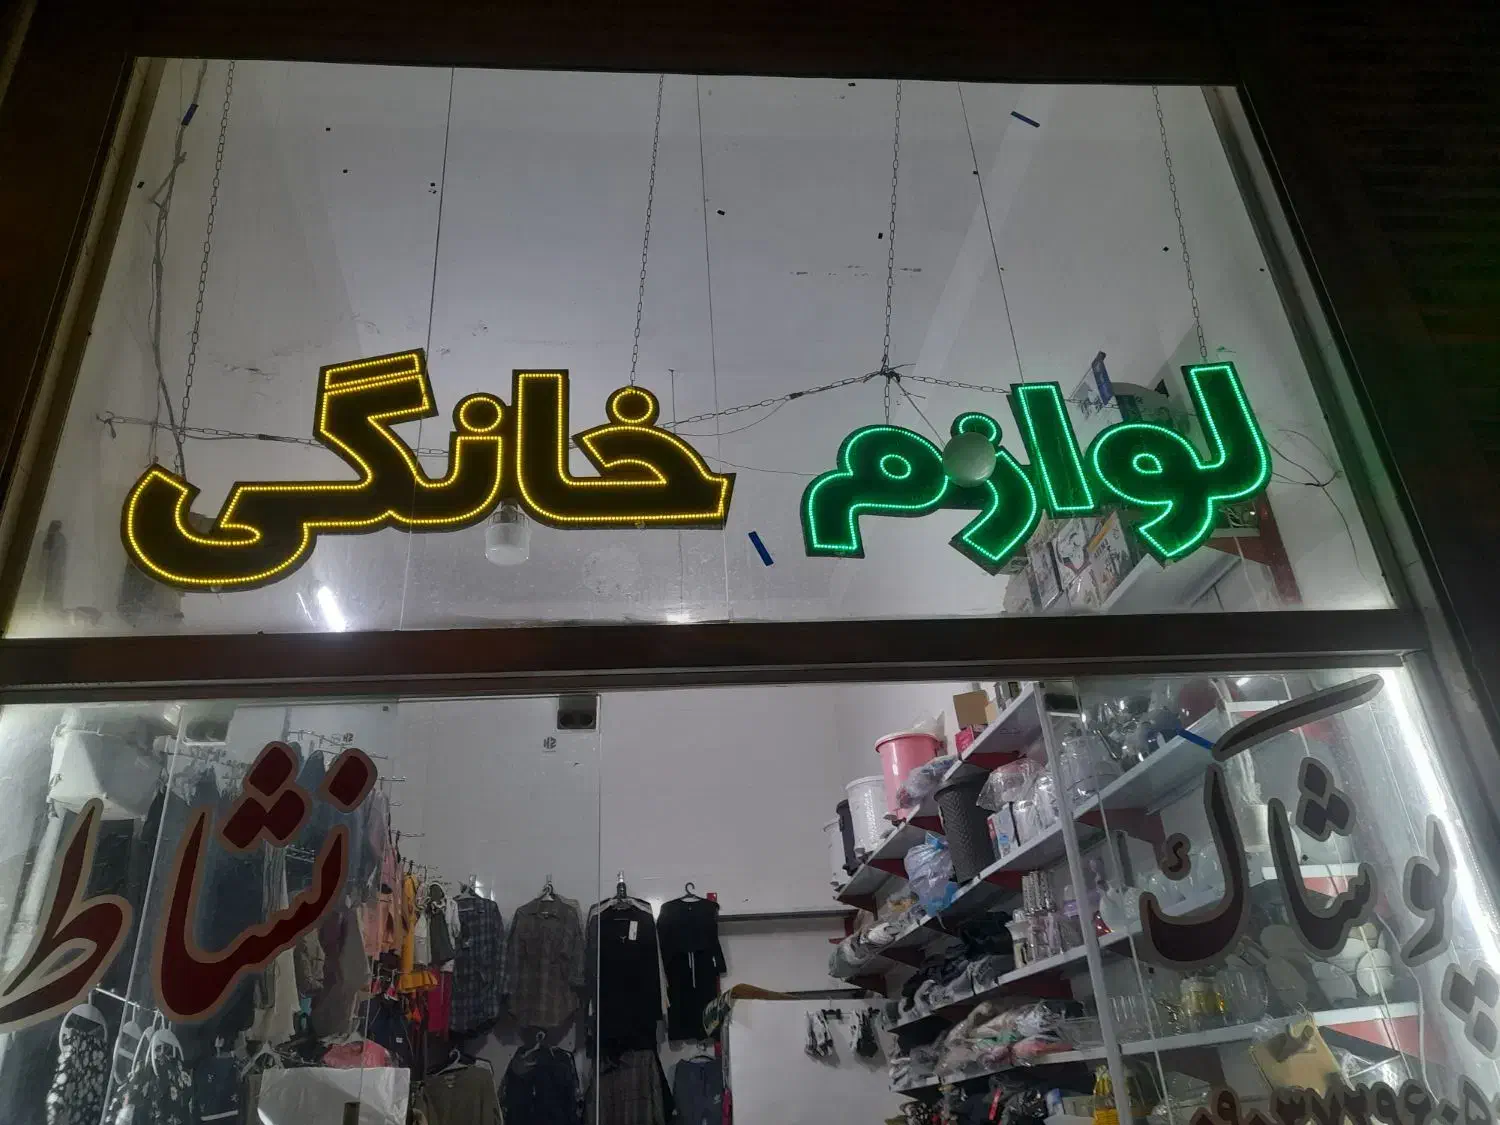 لوازم خانگی
پوشاک نشاط